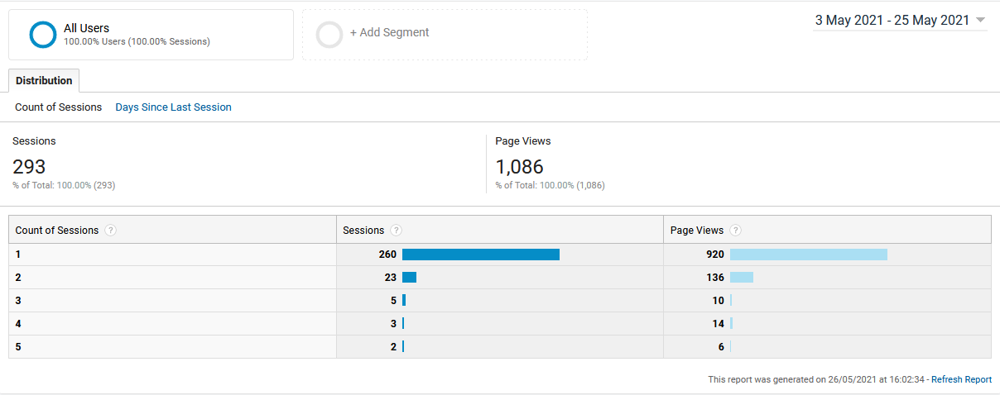 All Users
100.00% Users (100.00% Sessions)
+ Add Segment
3 May 2021 - 25 May 2021
Distribution
Count of Sessions Days Since Last Session
Sessions Page Views
293 1,086
% of Total: 100.00% (293) % of Total: 100.00% (1,086)
Count of Sessions ? Sessions ? Page Views ?
1 260 920
2 23 136
3 5 10
4 3 14
5 2 6
This report was generated on 26/05/2021 at 16:02:34 - Refresh Report